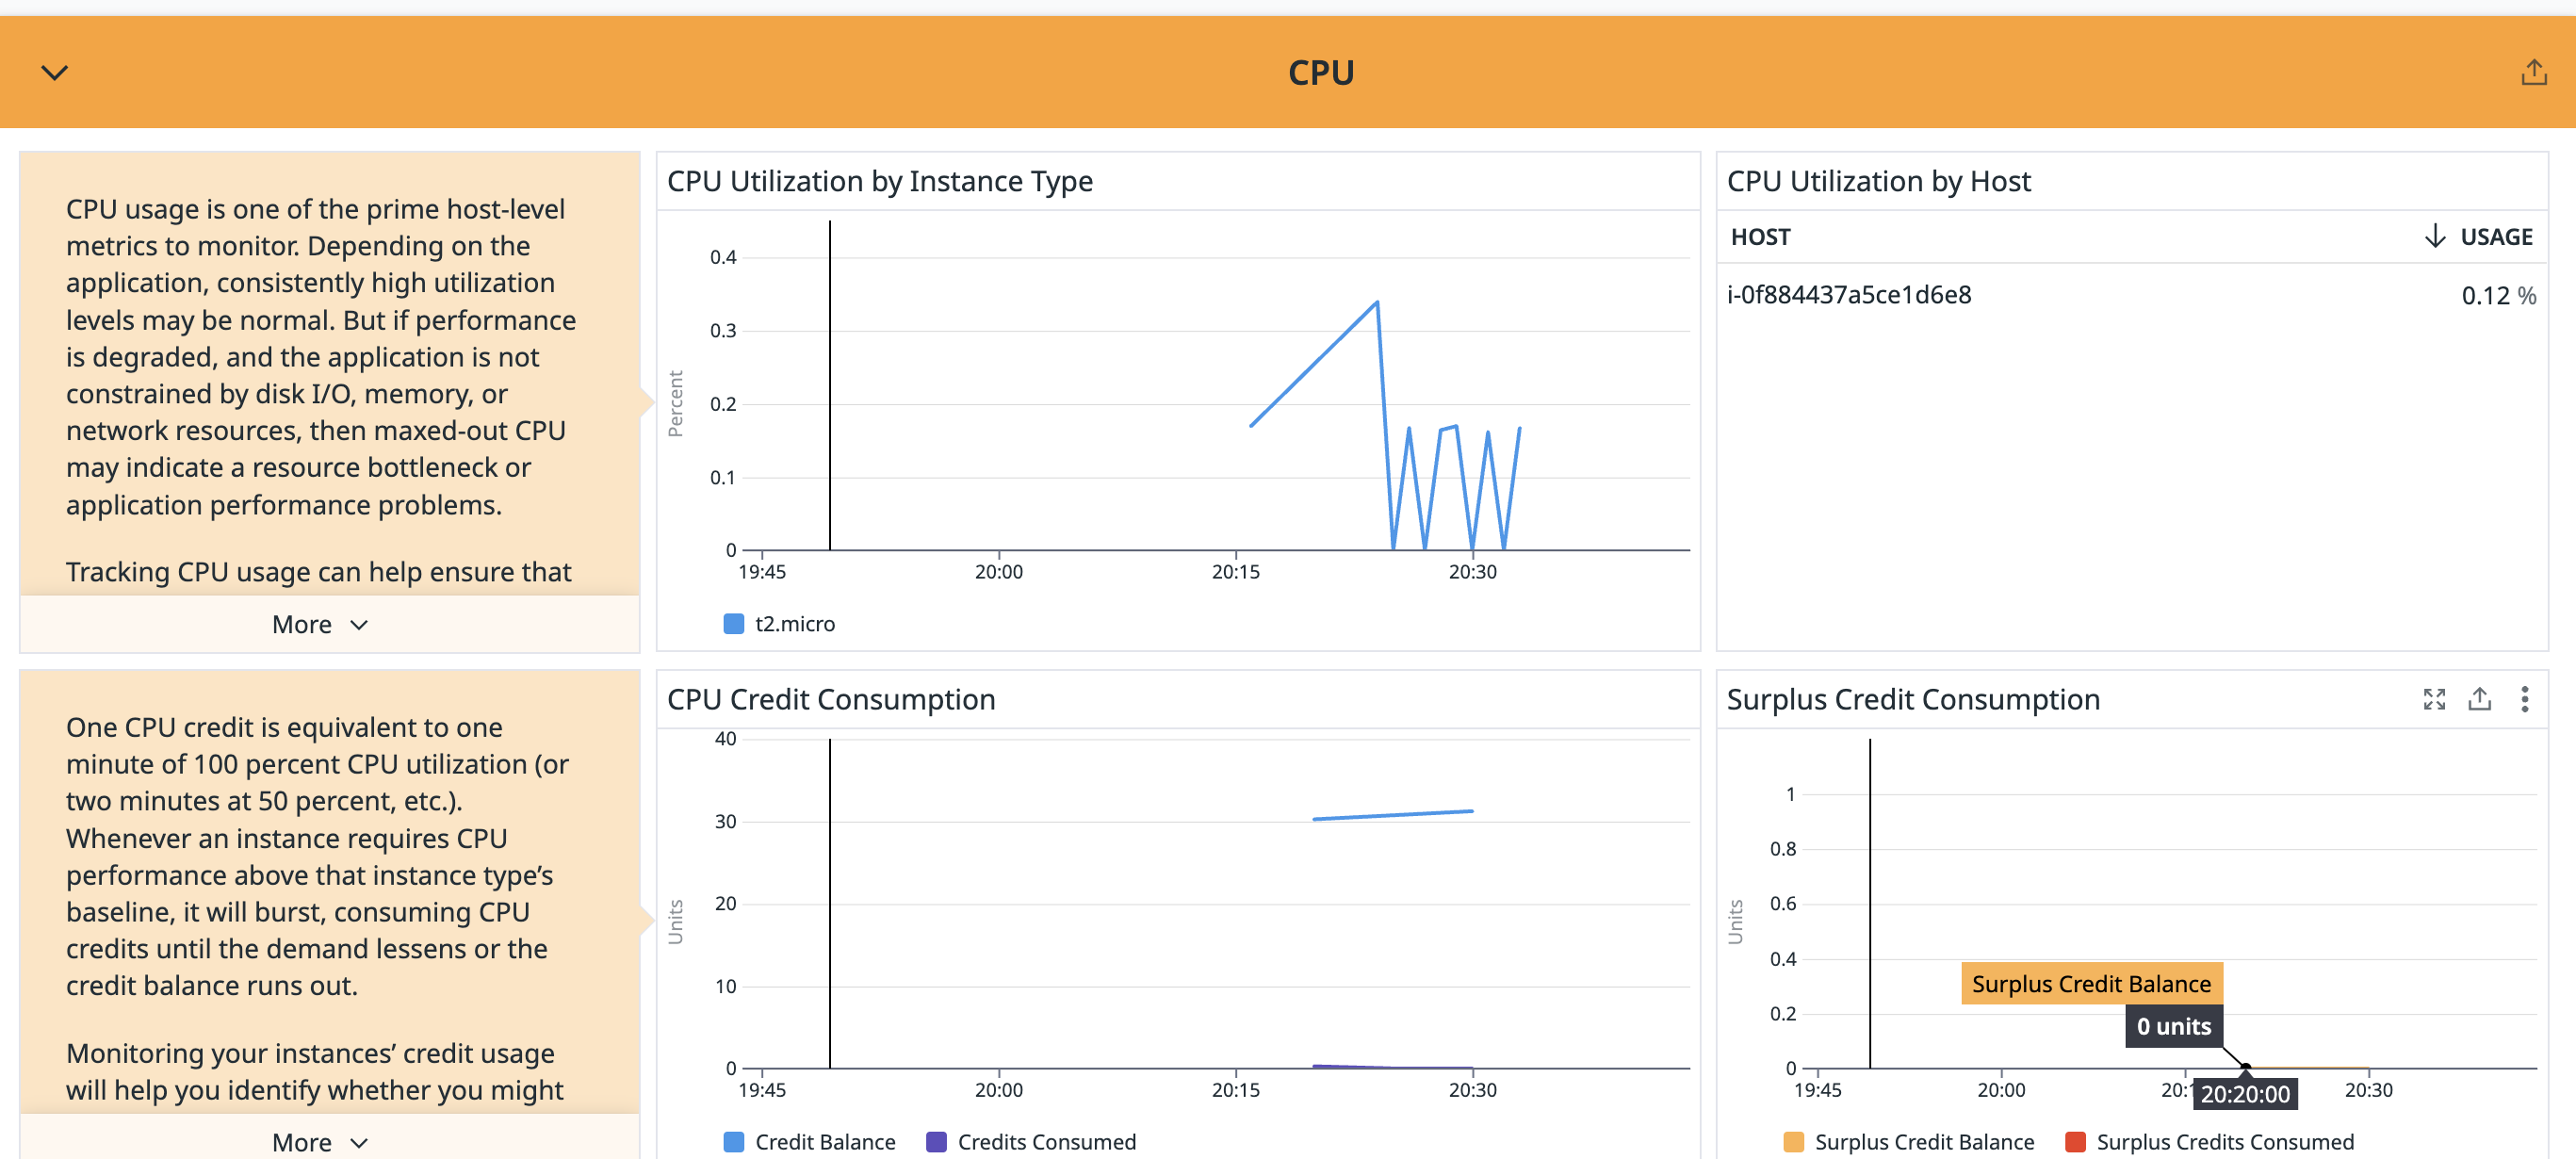 CPU
CPU usage is one of the prime host-level
metrics to monitor. Depending on the
application, consistently high utilization
levels may be normal. But if performance
is degraded, and the application is not
constrained by disk I/O, memory, or
network resources, then maxed-out CPU
may indicate a resource bottleneck or
application performance problems.
Tracking CPU usage can help ensure that
More
CPU Utilization by Instance Type
Percent
0.4
0.3
0.2
0.1
0
19:45 20:00 20:15 20:30
t2.micro
CPU Utilization by Host
HOST USAGE
i-0f884437a5ce1d6e8 0.12 %
One CPU credit is equivalent to one
minute of 100 percent CPU utilization (or
two minutes at 50 percent, etc.).
Whenever an instance requires CPU
performance above that instance type’s
baseline, it will burst, consuming CPU
credits until the demand lessens or the
credit balance runs out.
Monitoring your instances’ credit usage
will help you identify whether you might
More
CPU Credit Consumption
Units
40
30
20
10
0
19:45 20:00 20:15 20:30
Credit Balance Credits Consumed
Surplus Credit Consumption
Units
1
0.8
0.6
0.4
Surplus Credit Balance
0.2
0 units
0
19:45 20:00 20:1 20:20:00 20:30
Surplus Credit Balance Surplus Credits Consumed